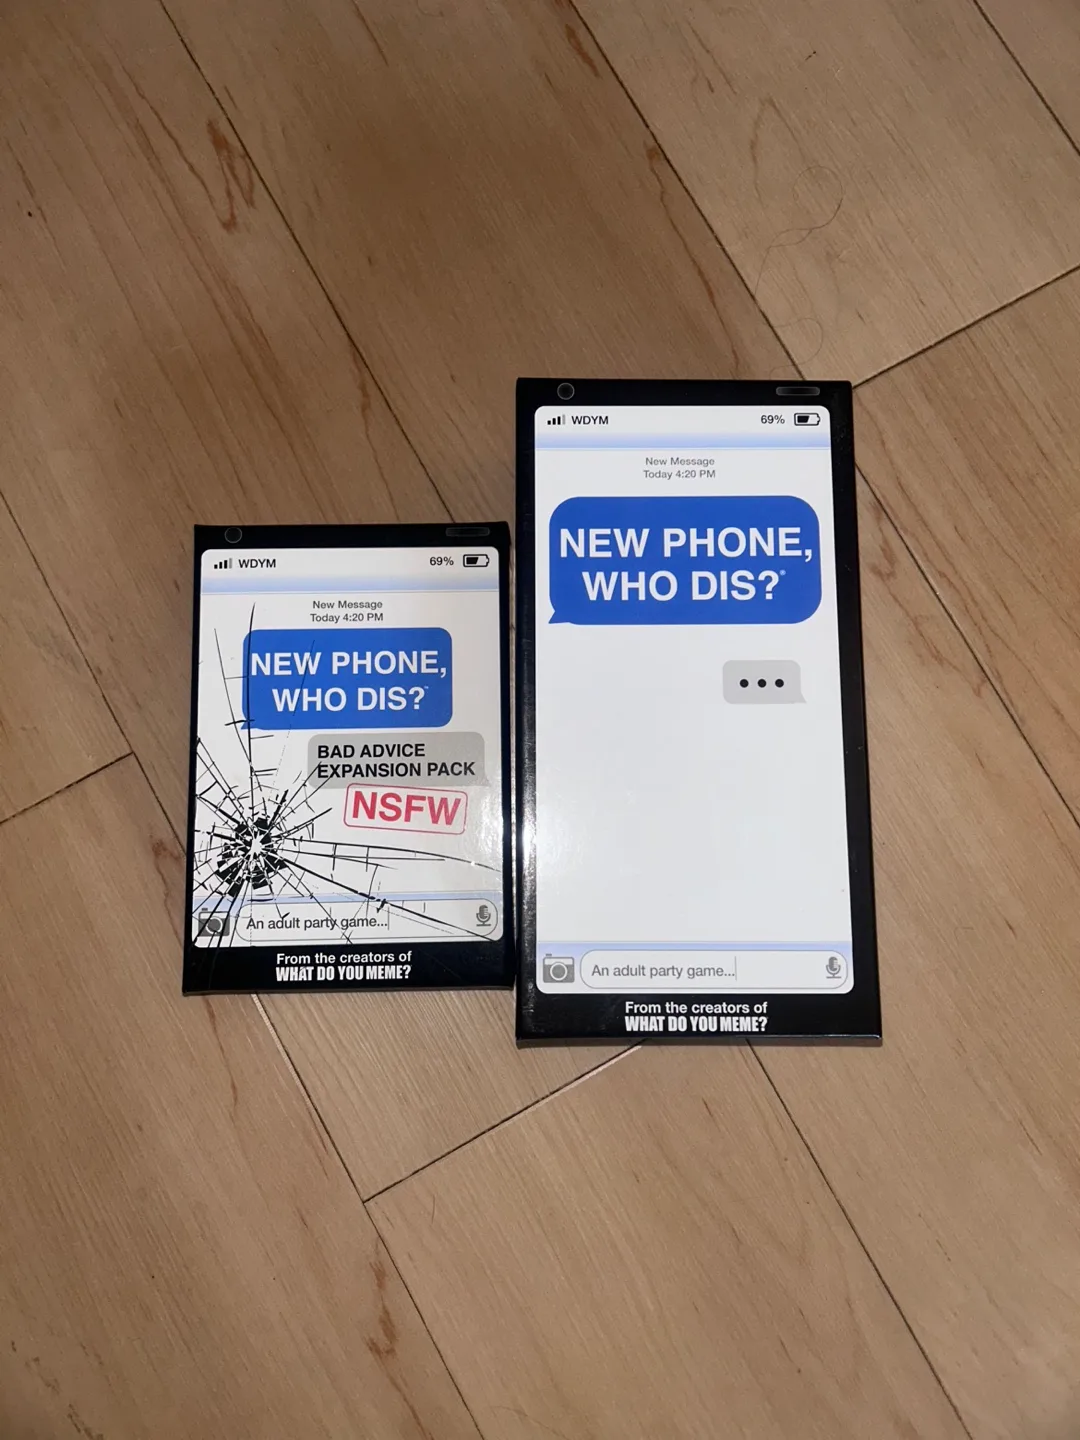 WDYM 69%
New Message
Today 4:20 PM
NEW PHONE,
WHO DIS?™
BAD ADVICE
EXPANSION PACK
NSFW
An adult party game...
From the creators of
WHAT DO YOU MEME?
WDYM 69%
New Message
Today 4:20 PM
NEW PHONE,
WHO DIS?®
An adult party game...
From the creators of
WHAT DO YOU MEME?